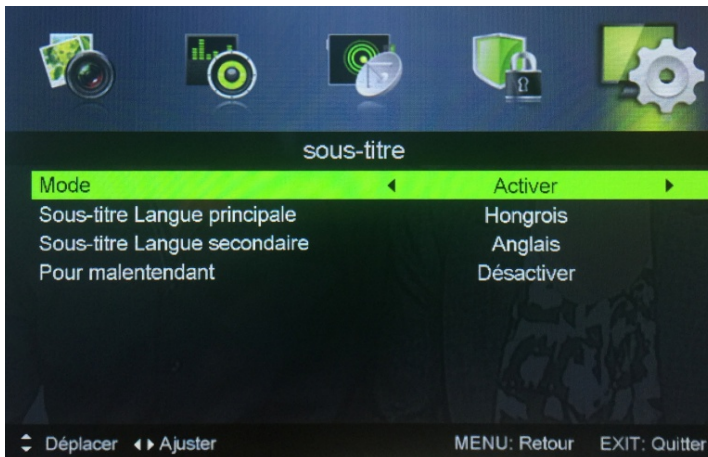 sous-titre
Mode Activer
Sous-titre Langue principale Hongrois
Sous-titre Langue secondaire Anglais
Pour malentendant Désactiver
Déplacer Ajuster MENU: Retour EXIT: Quitter